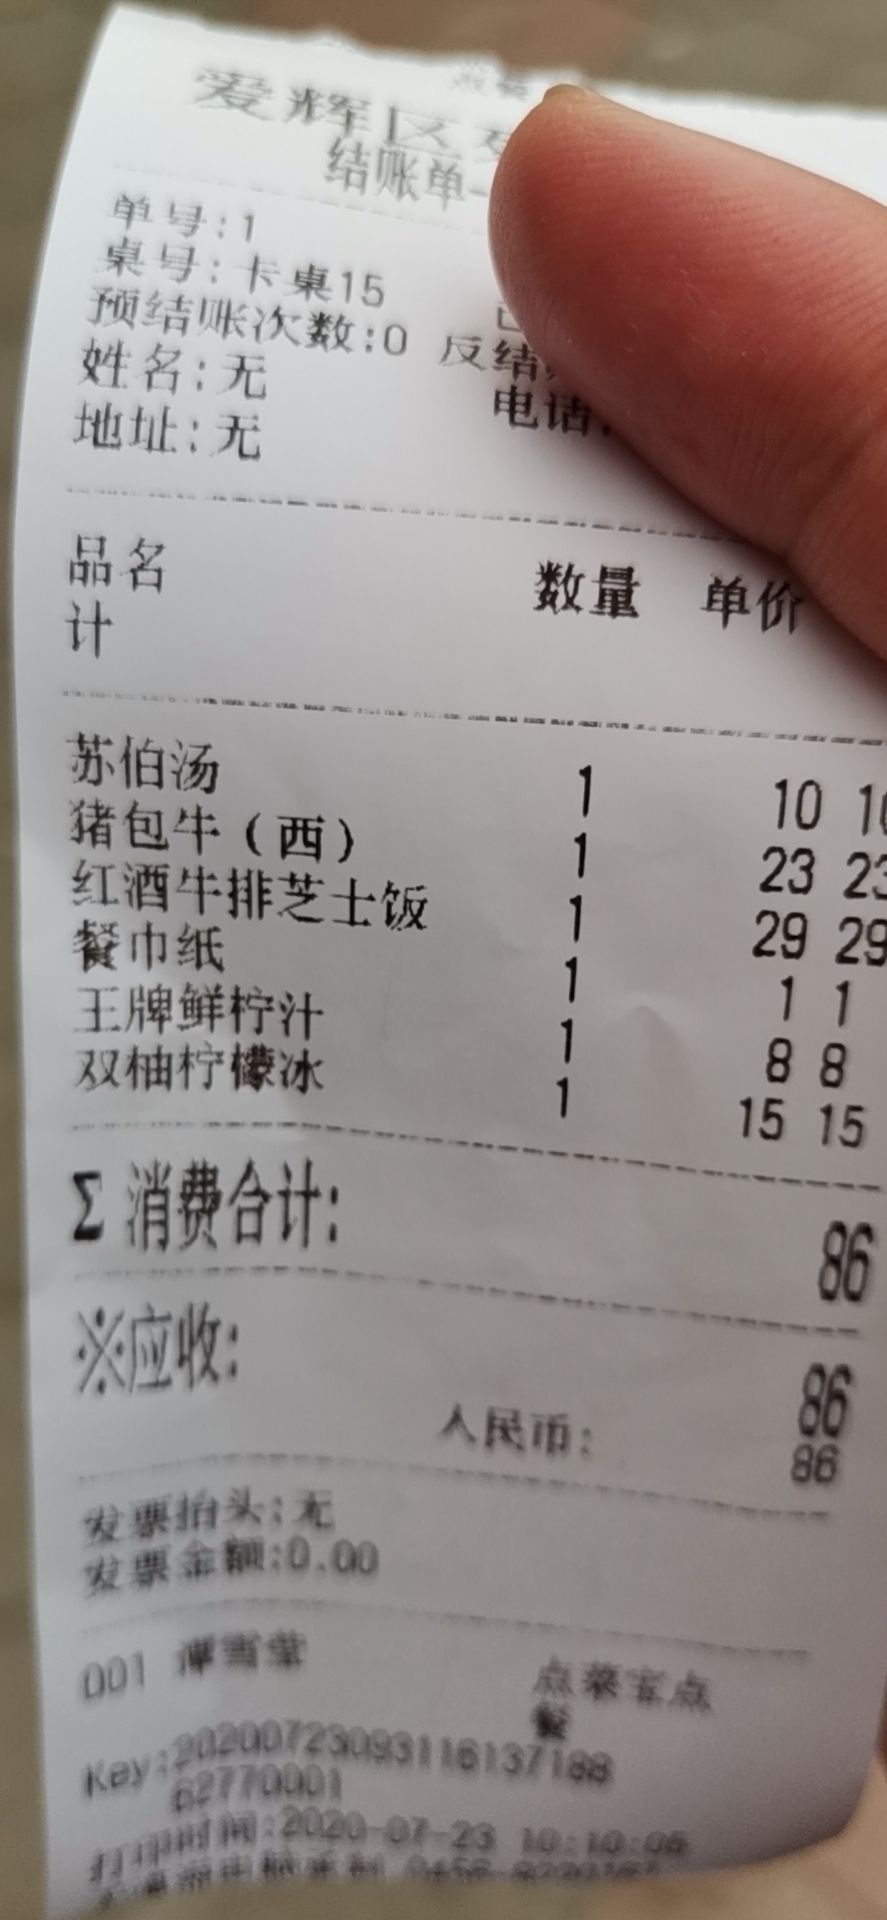 爱辉区
结账单
单号:1
桌号:卡桌15
预结账次数:0 反结
姓名:无 电话:
地址:无
品名 数量 单价
计
苏伯汤 1 10 10
猪包牛(西) 1 23 23
红酒牛排芝士饭 1 29 29
餐巾纸 1 1 1
王牌鲜柠汁 1 8 8
双柚柠檬冰 1 15 15
Σ 消费合计: 86
※应收: 86
人民币: 86
发票抬头:无
发票金额:0.00
001 点菜宝点
餐
Key:20200723093116137188
62770001
打印时间:2020-07-23 10:10:06